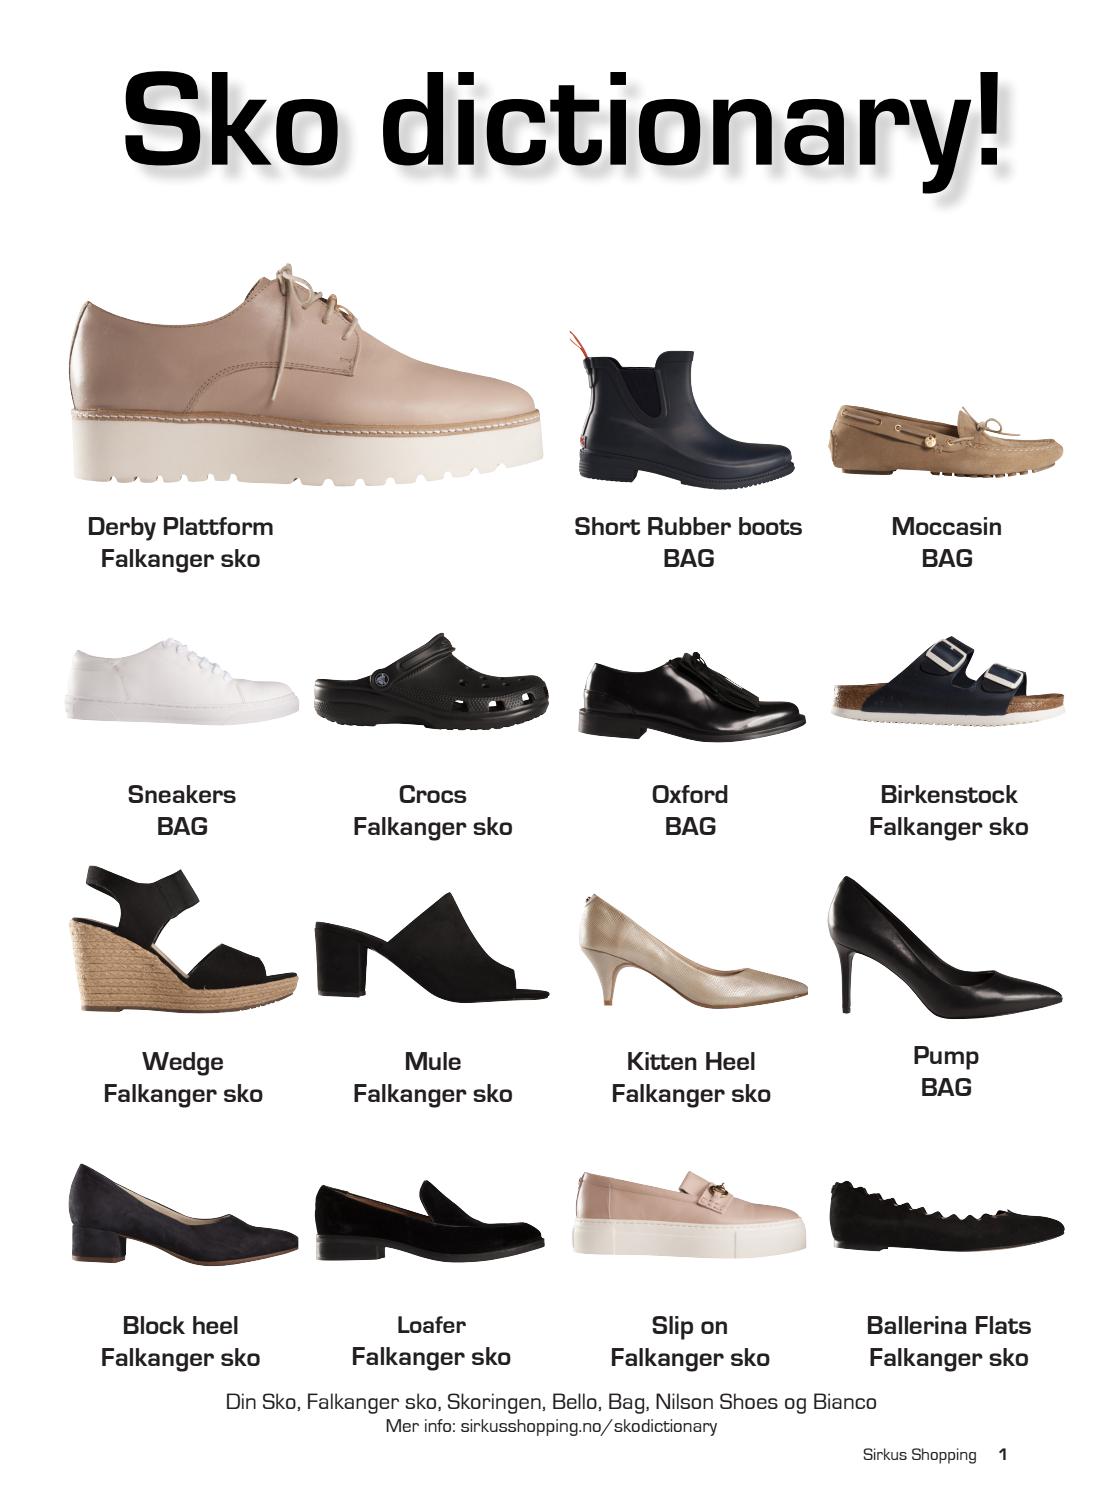 Sko dictionary!
Derby Plattform
Falkanger sko
Short Rubber boots
BAG
Moccasin
BAG
Sneakers
BAG
Crocs
Falkanger sko
Oxford
BAG
Birkenstock
Falkanger sko
Wedge
Falkanger sko
Mule
Falkanger sko
Kitten Heel
Falkanger sko
Pump
BAG
Block heel
Falkanger sko
Loafer
Falkanger sko
Slip on
Falkanger sko
Ballerina Flats
Falkanger sko
Din Sko, Falkanger sko, Skoringen, Bello, Bag, Nilson Shoes og Bianco
Mer info: sirkusshopping.no/skodictionary
Sirkus Shopping 1